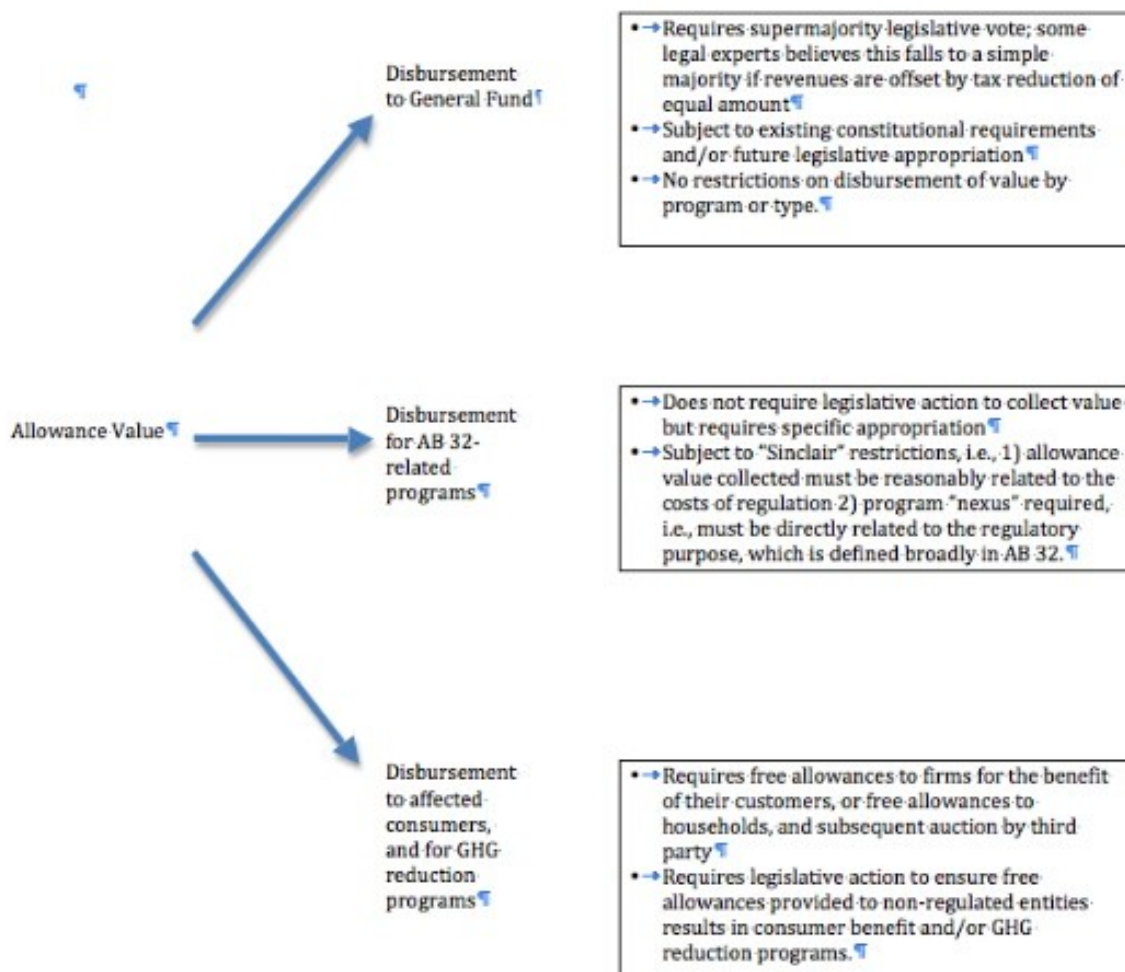 Disbursement
to General Fund¶
•→Requires supermajority legislative vote; some
legal experts believes this falls to a simple
majority if revenues are offset by tax reduction of
equal amount¶
•→Subject to existing constitutional requirements
and/or future legislative appropriation¶
•→No restrictions on disbursement of value by
program or type.¶
¶
Allowance Value¶
Disbursement
for AB 32-
related
programs¶
•→Does not require legislative action to collect value
but requires specific appropriation¶
•→Subject to “Sinclair” restrictions, i.e., 1) allowance
value collected must be reasonably related to the
costs of regulation 2) program “nexus” required,
i.e., must be directly related to the regulatory
purpose, which is defined broadly in AB 32.¶
Disbursement
to affected
consumers,
and for GHG
reduction
programs¶
•→Requires free allowances to firms for the benefit
of their customers, or free allowances to
households, and subsequent auction by third
party¶
•→Requires legislative action to ensure free
allowances provided to non-regulated entities
results in consumer benefit and/or GHG
reduction programs.¶